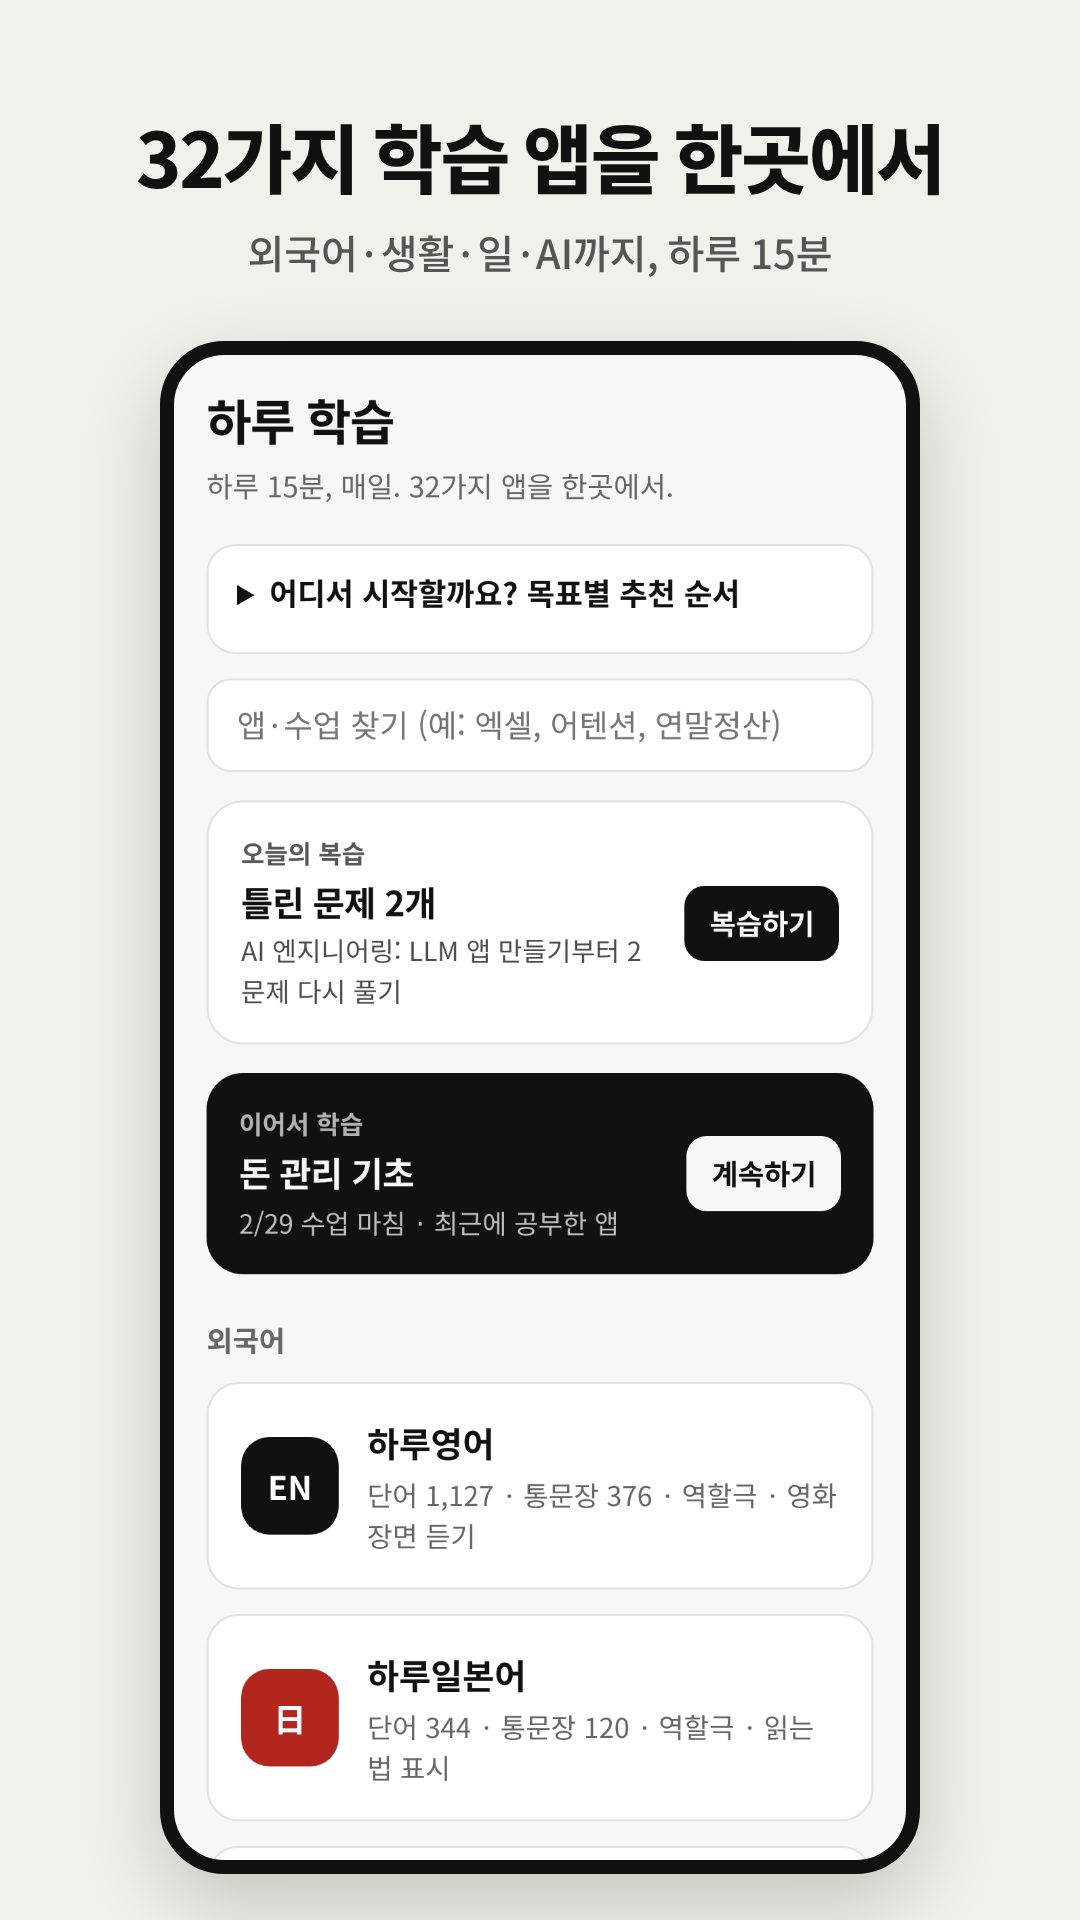 32가지 학습 앱을 한곳에서
외국어·생활·일·AI까지, 하루 15분
하루 학습
하루 15분, 매일. 32가지 앱을 한곳에서.
▶ 어디서 시작할까요? 목표별 추천 순서
앱·수업 찾기 (예: 엑셀, 어텐션, 연말정산)
오늘의 복습
틀린 문제 2개
AI 엔지니어링: LLM 앱 만들기부터 2
문제 다시 풀기
복습하기
이어서 학습
돈 관리 기초
2/29 수업 마침 · 최근에 공부한 앱
계속하기
외국어
EN
하루영어
단어 1,127 · 통문장 376 · 역할극 · 영화
장면 듣기
日
하루일본어
단어 344 · 통문장 120 · 역할극 · 읽는
법 표시